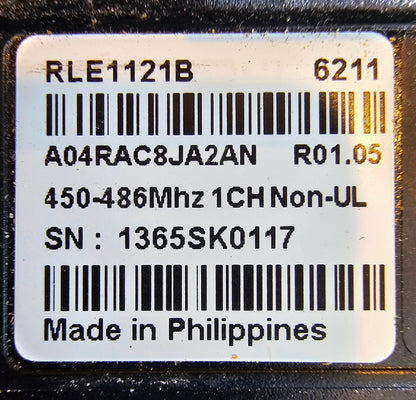 RLE1121B 6211
A04RAC8JA2AN R01.05
450-486Mhz 1CH Non-UL
SN : 1365SK0117
Made in Philippines